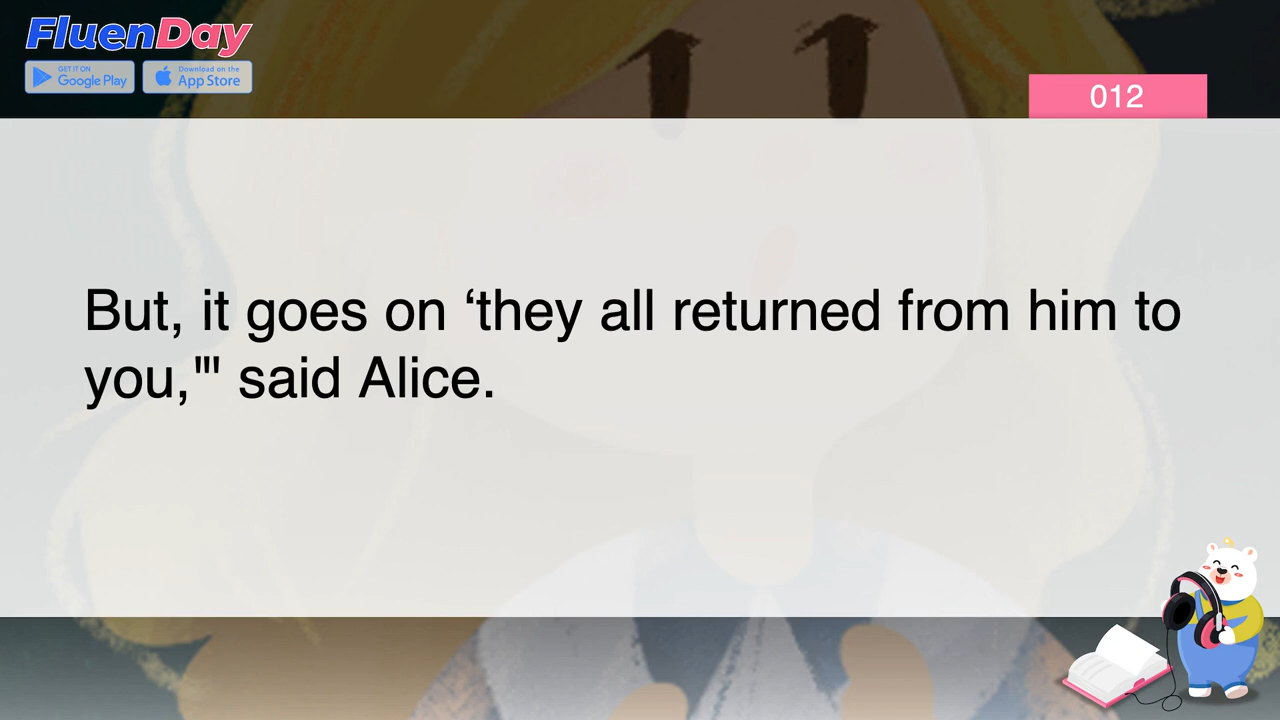 FluenDay
GET IT ON
Google Play
Download on the
App Store
012
But, it goes on ‘they all returned from him to
you,'" said Alice.